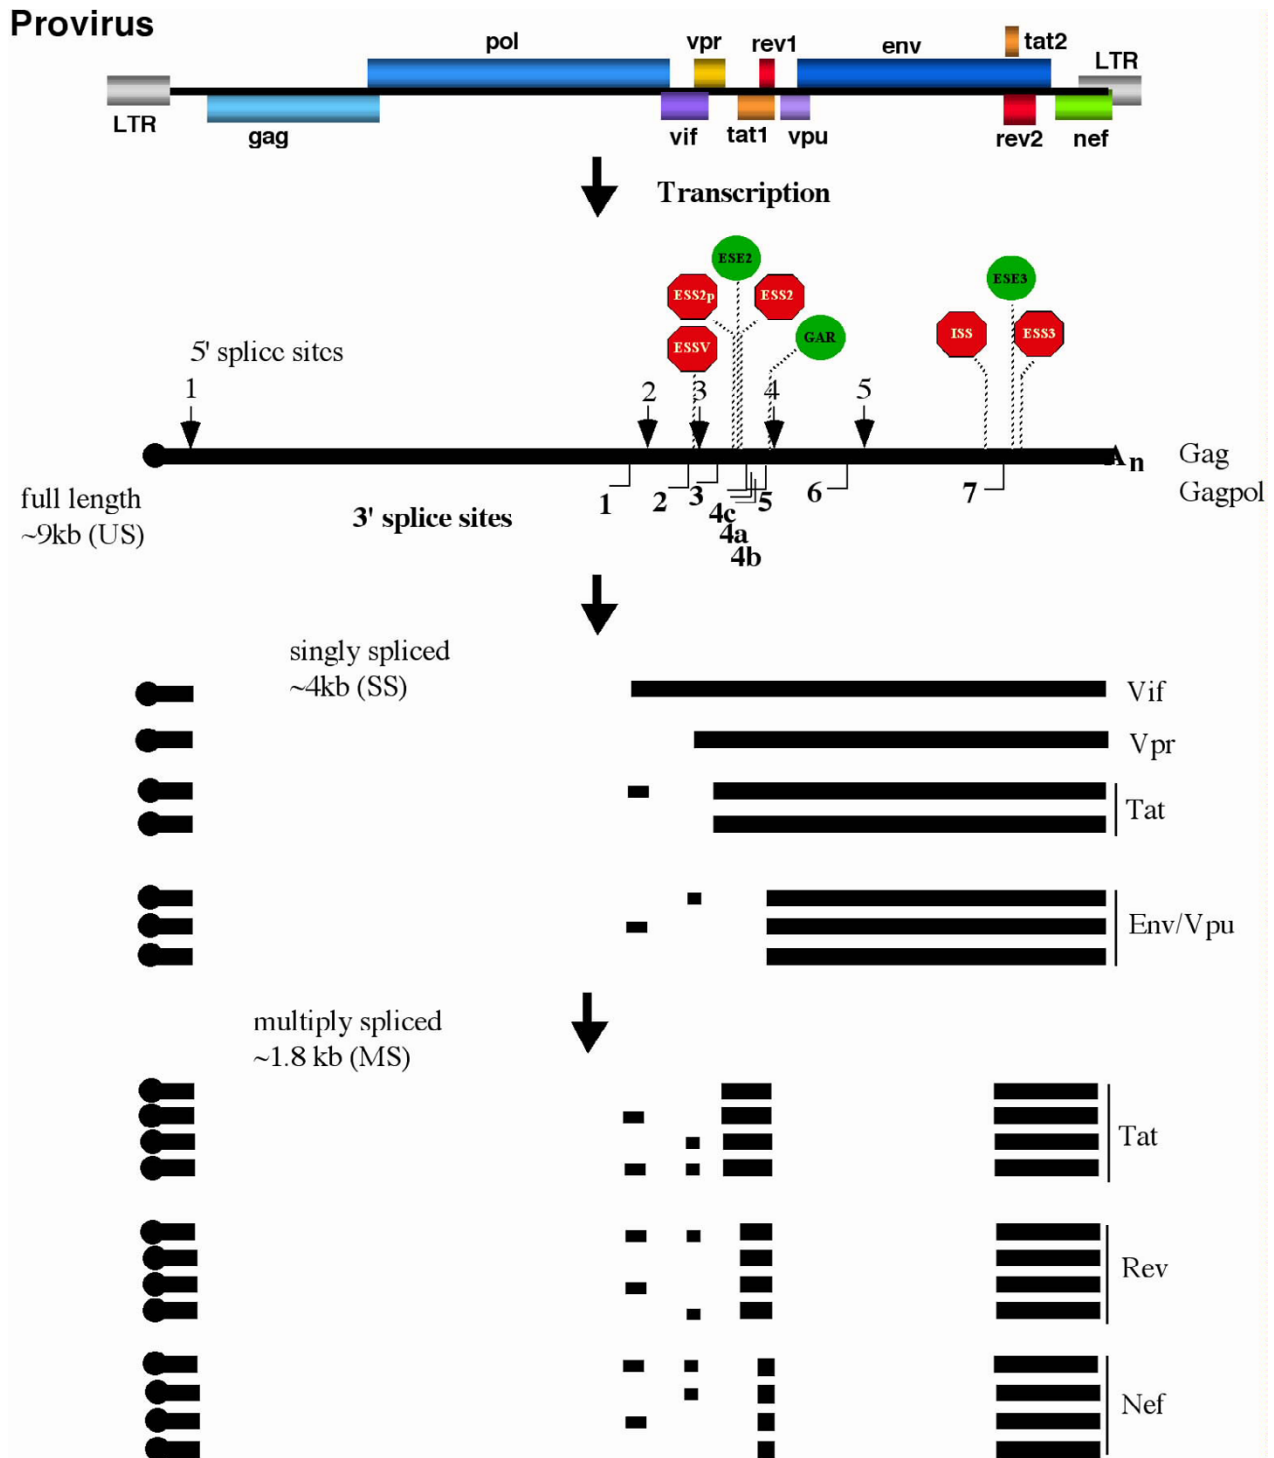 Provirus
pol
vpr
rev1
env
tat2
LTR
LTR
gag
vif
tat1
vpu
rev2
nef
Transcription
ESE2
ESE3
ESS2p
ESS2
ESSV
GAR
ISS
ESS3
5' splice sites
1
2
3
4
5
An
Gag
Gagpol
full length
~9kb (US)
3' splice sites
1
2
3
4c
4a
4b
5
6
7
singly spliced
~4kb (SS)
Vif
Vpr
Tat
Env/Vpu
multiply spliced
~1.8 kb (MS)
Tat
Rev
Nef